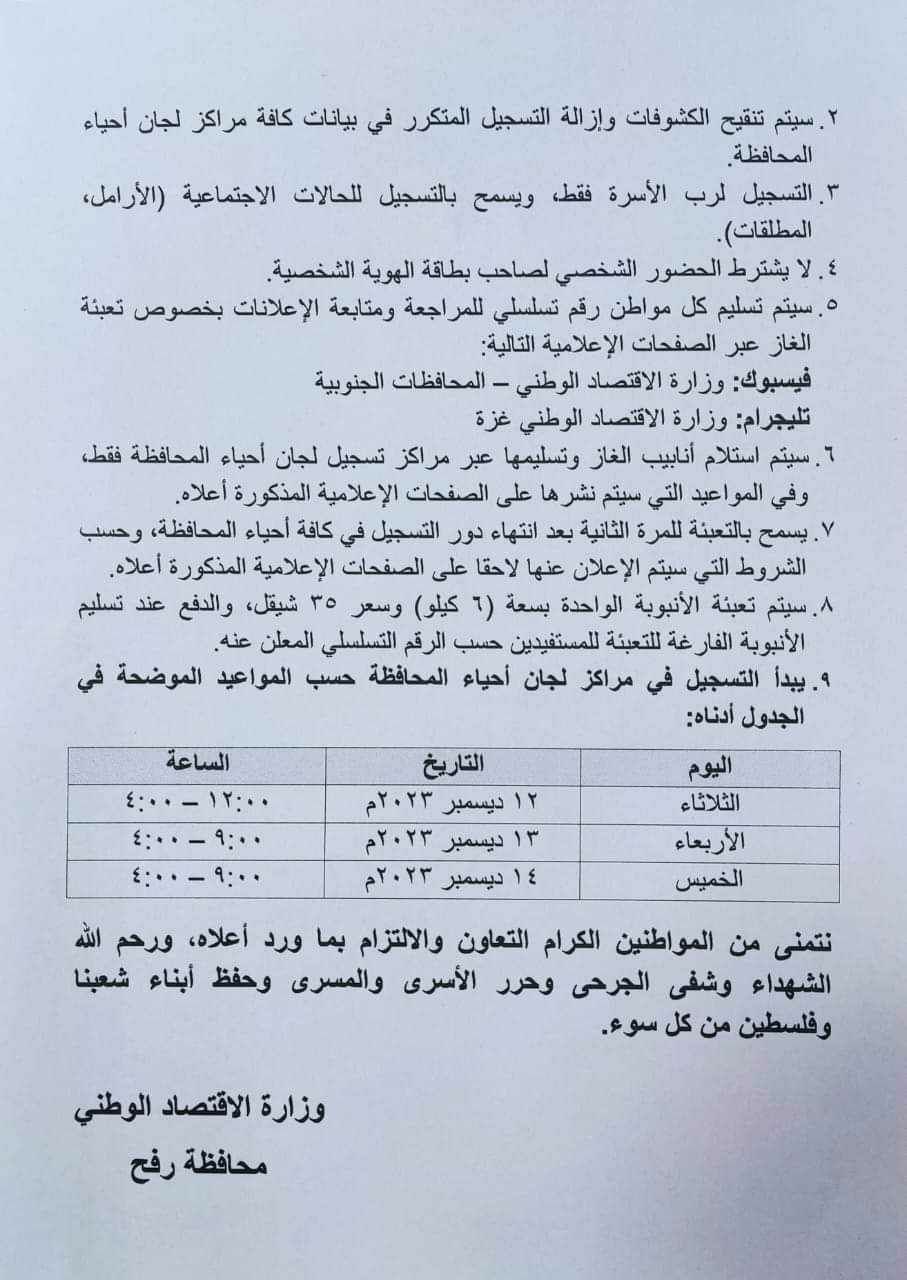 ٢. سيتم تنقيح الكشوفات وإزالة التسجيل المتكرر في بيانات كافة مراكز لجان أحياء
المحافظة.
٣. التسجيل لرب الأسرة فقط، ويسمح بالتسجيل للحالات الاجتماعية (الأرامل،
المطلقات).
٤. لا يشترط الحضور الشخصي لصاحب بطاقة الهوية الشخصية.
٥. سيتم تسليم كل مواطن رقم تسلسلي للمراجعة ومتابعة الإعلانات بخصوص تعبئة
الغاز عبر الصفحات الإعلامية التالية:
فيسبوك: وزارة الاقتصاد الوطني – المحافظات الجنوبية
تليجرام: وزارة الاقتصاد الوطني غزة
٦. سيتم استلام أنابيب الغاز وتسليمها عبر مراكز تسجيل لجان أحياء المحافظة فقط،
وفي المواعيد التي سيتم نشرها على الصفحات الإعلامية المذكورة أعلاه.
٧. يسمح بالتعبئة للمرة الثانية بعد انتهاء دور التسجيل في كافة أحياء المحافظة، وحسب
الشروط التي سيتم الإعلان عنها لاحقا على الصفحات الإعلامية المذكورة أعلاه.
٨. سيتم تعبئة الأنبوبة الواحدة بسعة (٦ كيلو) وسعر ٣٥ شيقل، والدفع عند تسليم
الأنبوبة الفارغة للتعبئة للمستفيدين حسب الرقم التسلسلي المعلن عنه.
٩. يبدأ التسجيل في مراكز لجان أحياء المحافظة حسب المواعيد الموضحة في
الجدول أدناه:
اليوم التاريخ الساعة
الثلاثاء ١٢ ديسمبر ٢٠٢٣م ١٢:٠٠ – ٤:٠٠
الأربعاء ١٣ ديسمبر ٢٠٢٣م ٩:٠٠ – ٤:٠٠
الخميس ١٤ ديسمبر ٢٠٢٣م ٩:٠٠ – ٤:٠٠
نتمنى من المواطنين الكرام التعاون والالتزام بما ورد أعلاه، ورحم الله
الشهداء وشفى الجرحى وحرر الأسرى والمسرى وحفظ أبناء شعبنا
وفلسطين من كل سوء.
وزارة الاقتصاد الوطني
محافظة رفح